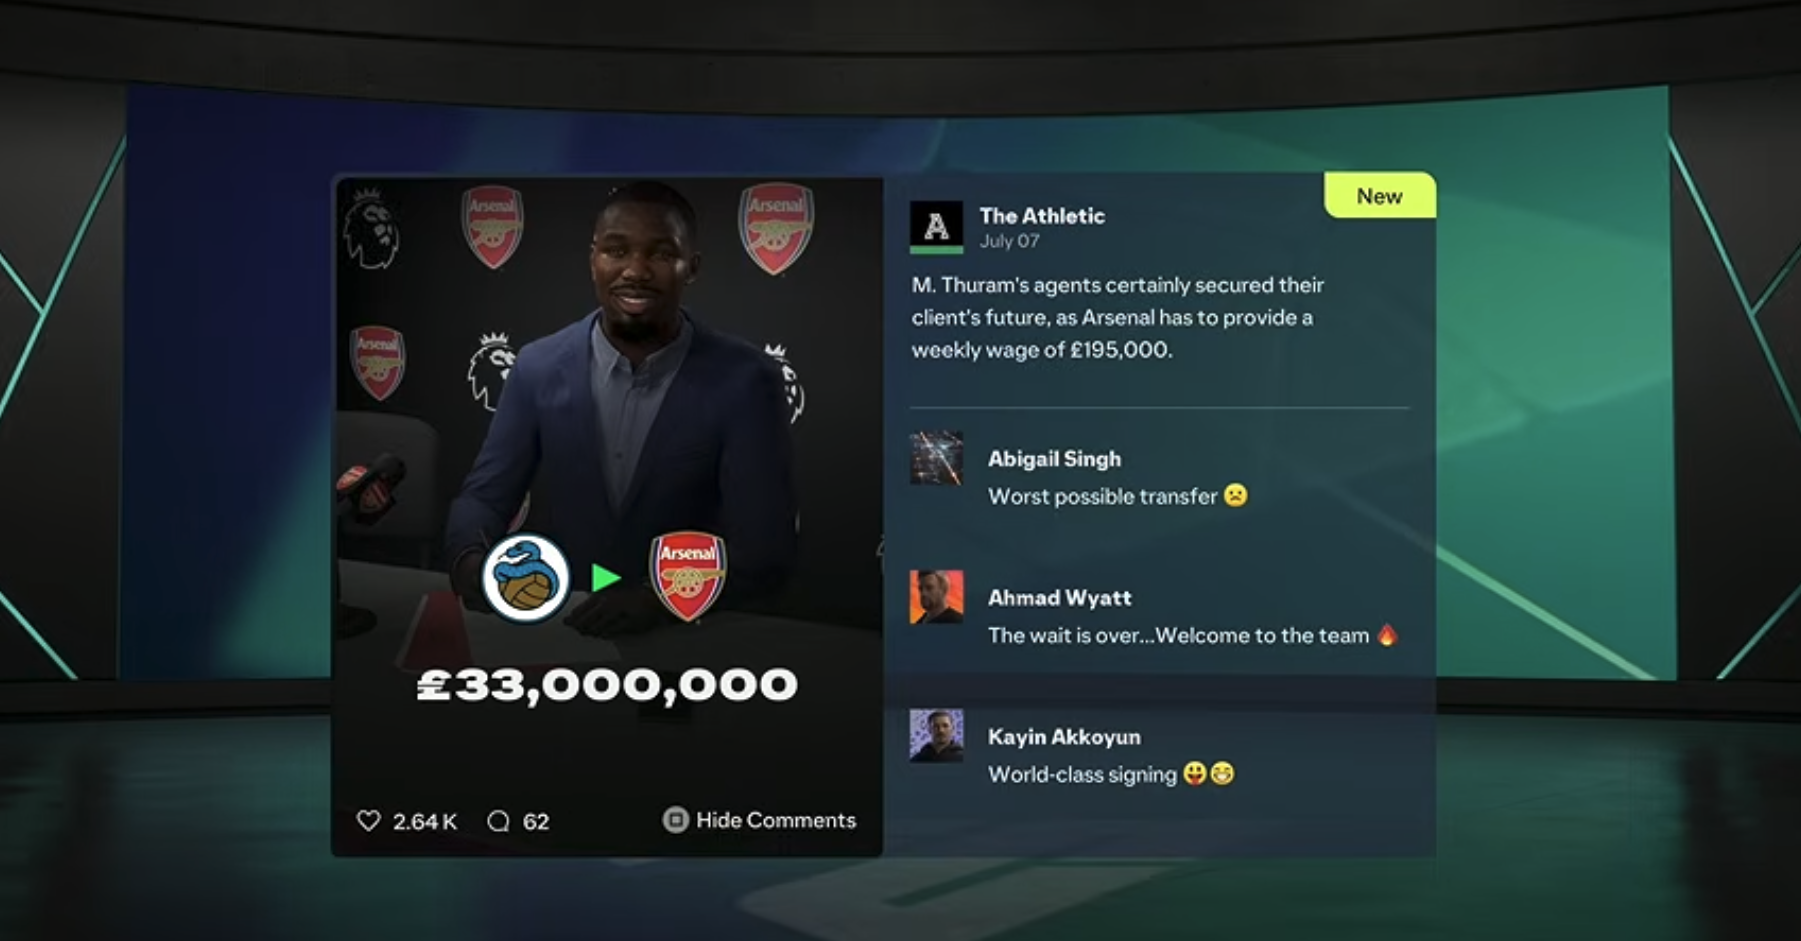 Arsenal
Arsenal
Arsenal
Arsenal
£33,000,000
2.64K
62
Hide Comments
New
A
The Athletic
July 07
M. Thuram's agents certainly secured their
client's future, as Arsenal has to provide a
weekly wage of £195,000.
Abigail Singh
Worst possible transfer ☹️
Ahmad Wyatt
The wait is over...Welcome to the team 🔥
Kayin Akkoyun
World-class signing 😛😁